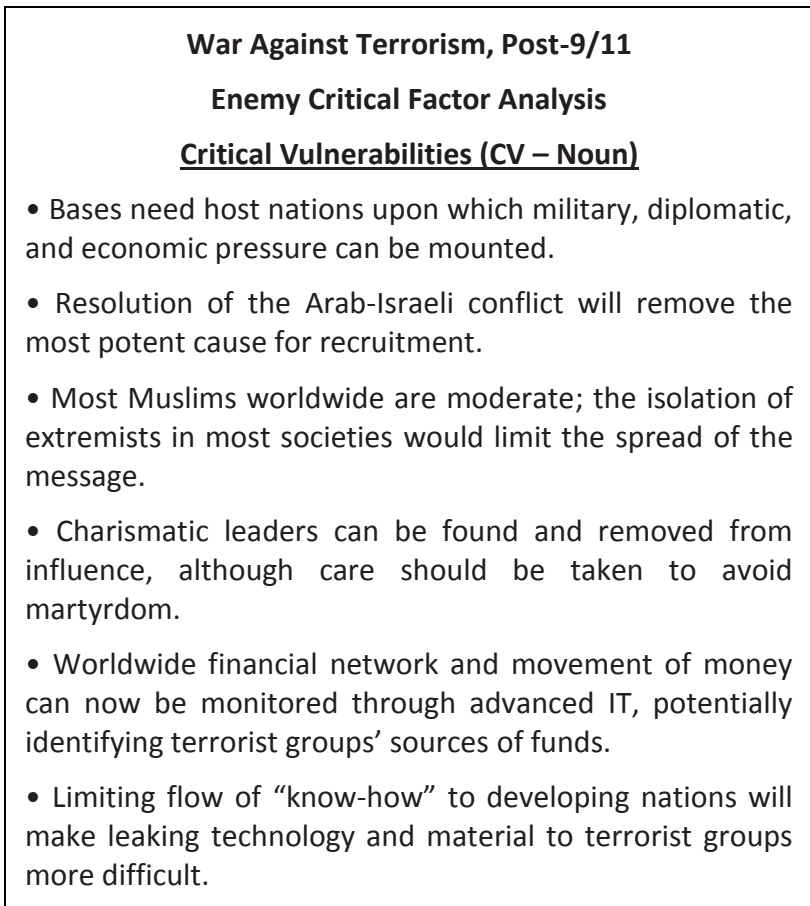 War Against Terrorism, Post-9/11
Enemy Critical Factor Analysis
Critical Vulnerabilities (CV – Noun)
• Bases need host nations upon which military, diplomatic,
and economic pressure can be mounted.
• Resolution of the Arab-Israeli conflict will remove the
most potent cause for recruitment.
• Most Muslims worldwide are moderate; the isolation of
extremists in most societies would limit the spread of the
message.
• Charismatic leaders can be found and removed from
influence, although care should be taken to avoid
martyrdom.
• Worldwide financial network and movement of money
can now be monitored through advanced IT, potentially
identifying terrorist groups’ sources of funds.
• Limiting flow of “know-how” to developing nations will
make leaking technology and material to terrorist groups
more difficult.